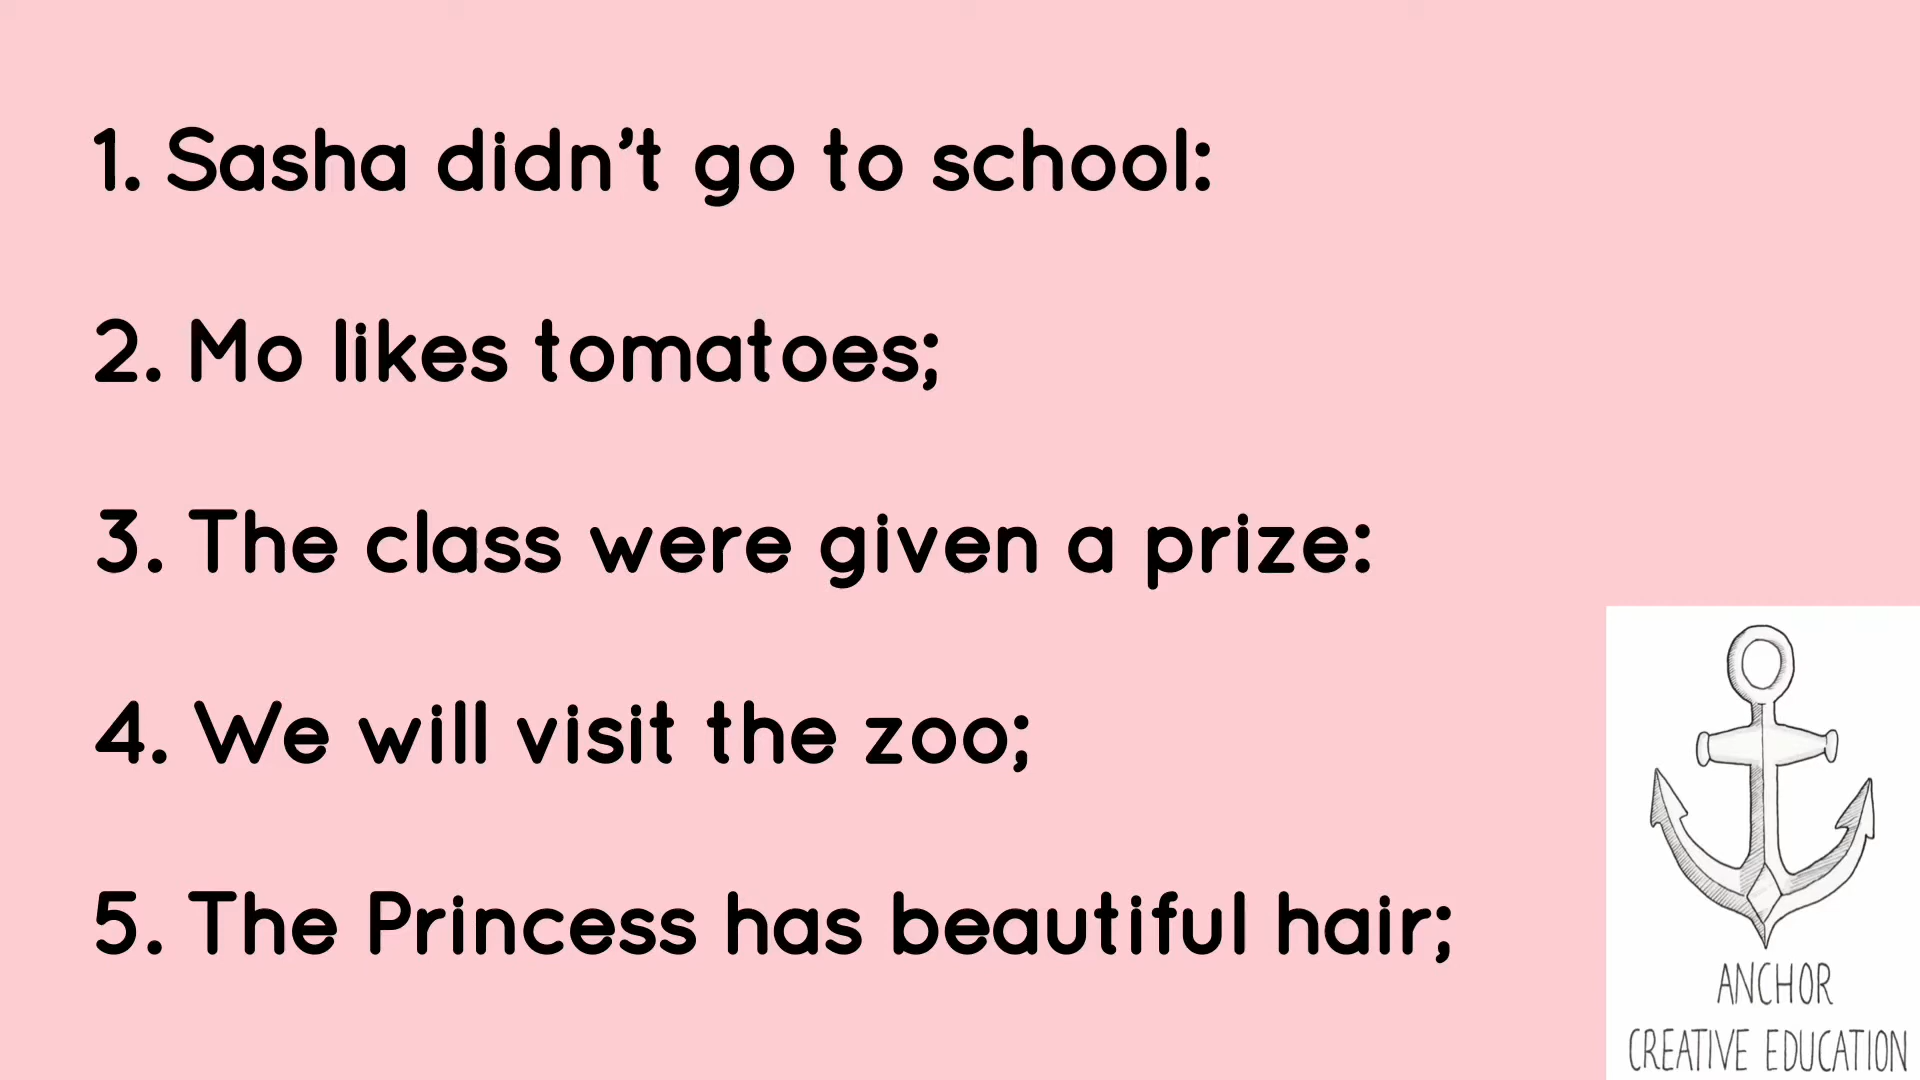 1. Sasha didn’t go to school:
2. Mo likes tomatoes;
3. The class were given a prize:
4. We will visit the zoo;
5. The Princess has beautiful hair;
ANCHOR
CREATIVE EDUCATION